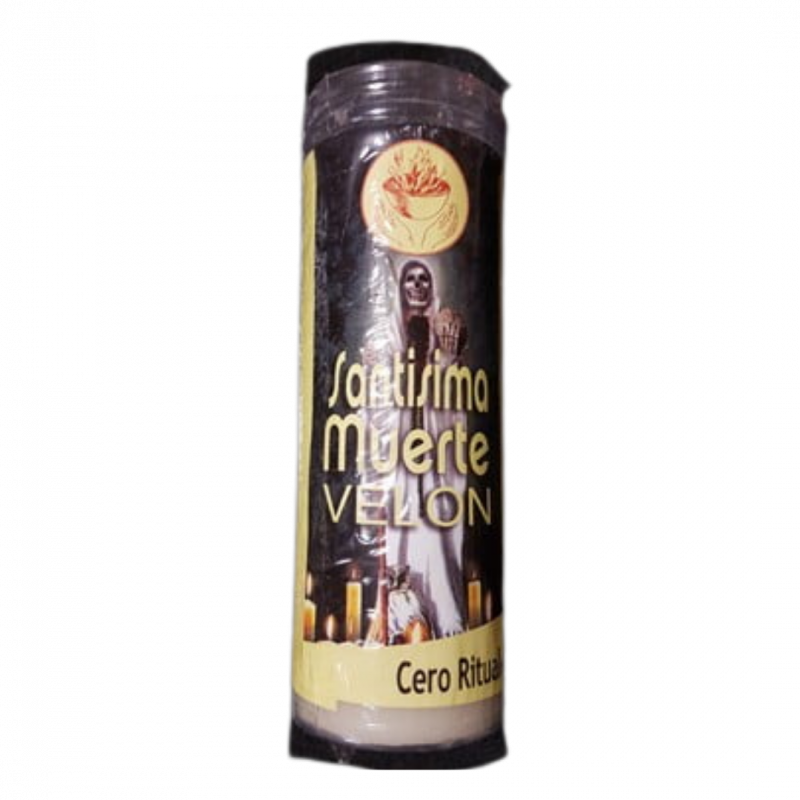 Santisima
Muerte
VELON
Cero Ritual